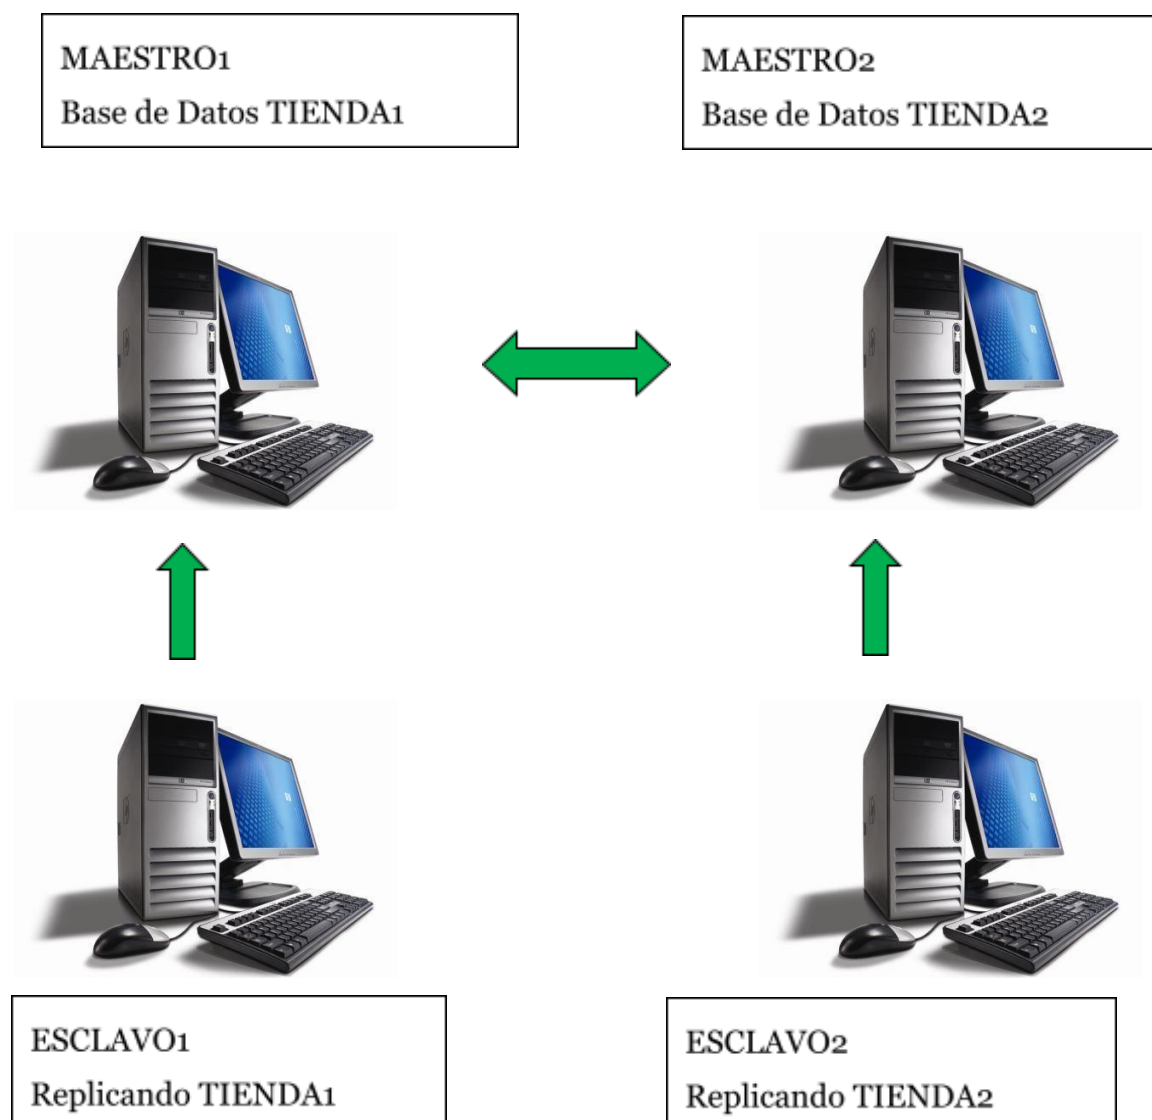 MAESTRO1
Base de Datos TIENDA1
MAESTRO2
Base de Datos TIENDA2
ESCLAVO1
Replicando TIENDA1
ESCLAVO2
Replicando TIENDA2